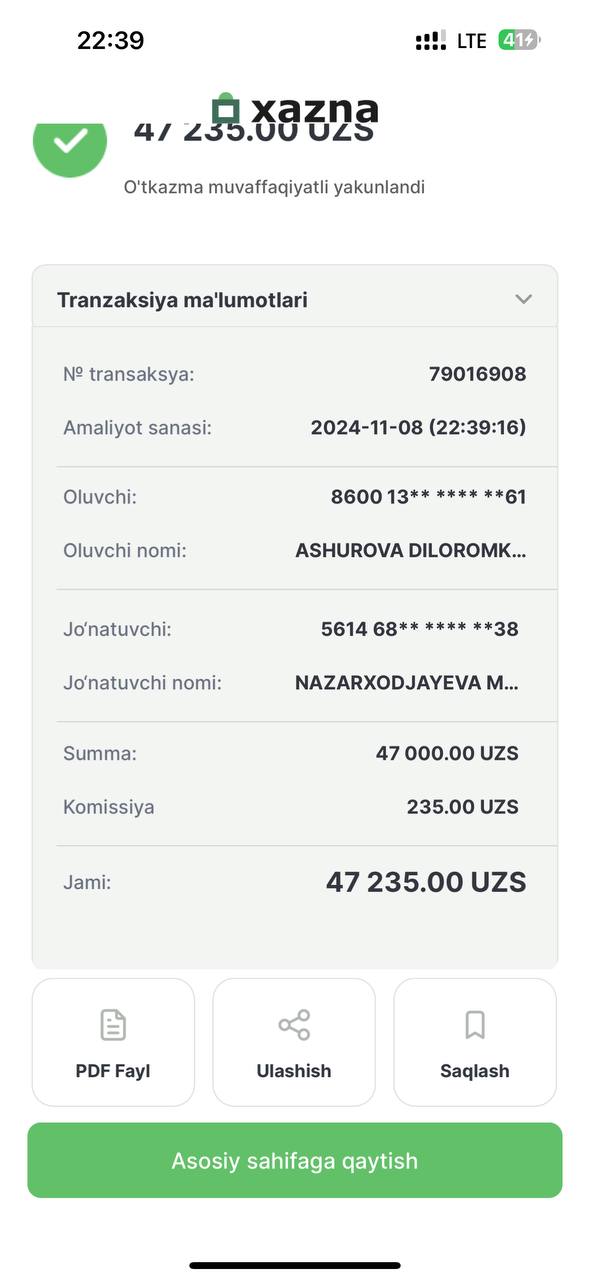 22:39 LTE 41
xazna
47 235.00 UZS
O'tkazma muvaffaqiyatli yakunlandi
Tranzaksiya ma'lumotlari
№ transaksya: 79016908
Amaliyot sanasi: 2024-11-08 (22:39:16)
Oluvchi: 8600 13** **** **61
Oluvchi nomi: ASHUROVA DILOROMK...
Jo‘natuvchi: 5614 68** **** **38
Jo‘natuvchi nomi: NAZARXODJAYEVA M...
Summa: 47 000.00 UZS
Komissiya 235.00 UZS
Jami: 47 235.00 UZS
PDF Fayl Ulashish Saqlash
Asosiy sahifaga qaytish